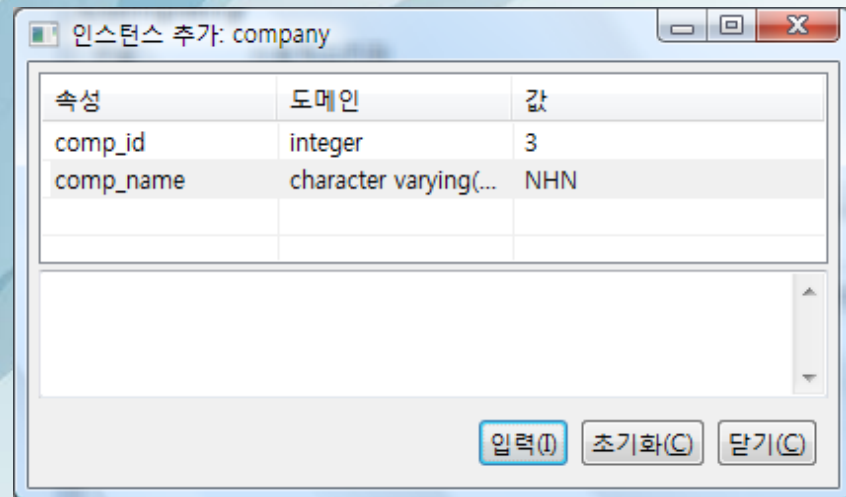 인스턴스 추가: company
속성 도메인 값
comp_id integer 3
comp_name character varying(... NHN
입력(I) 초기화(C) 닫기(C)